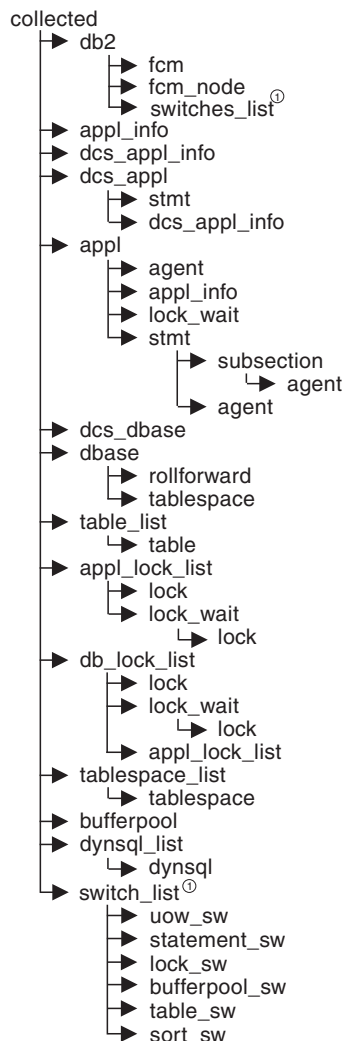 collected
db2
fcm
fcm_node
switches_list①
appl_info
dcs_appl_info
dcs_appl
stmt
dcs_appl_info
appl
agent
appl_info
lock_wait
stmt
subsection
agent
agent
dcs_dbase
dbase
rollforward
tablespace
table_list
table
appl_lock_list
lock
lock_wait
lock
db_lock_list
lock
lock_wait
lock
appl_lock_list
tablespace_list
tablespace
bufferpool
dynsql_list
dynsql
switch_list①
uow_sw
statement_sw
lock_sw
bufferpool_sw
table_sw
sort_sw